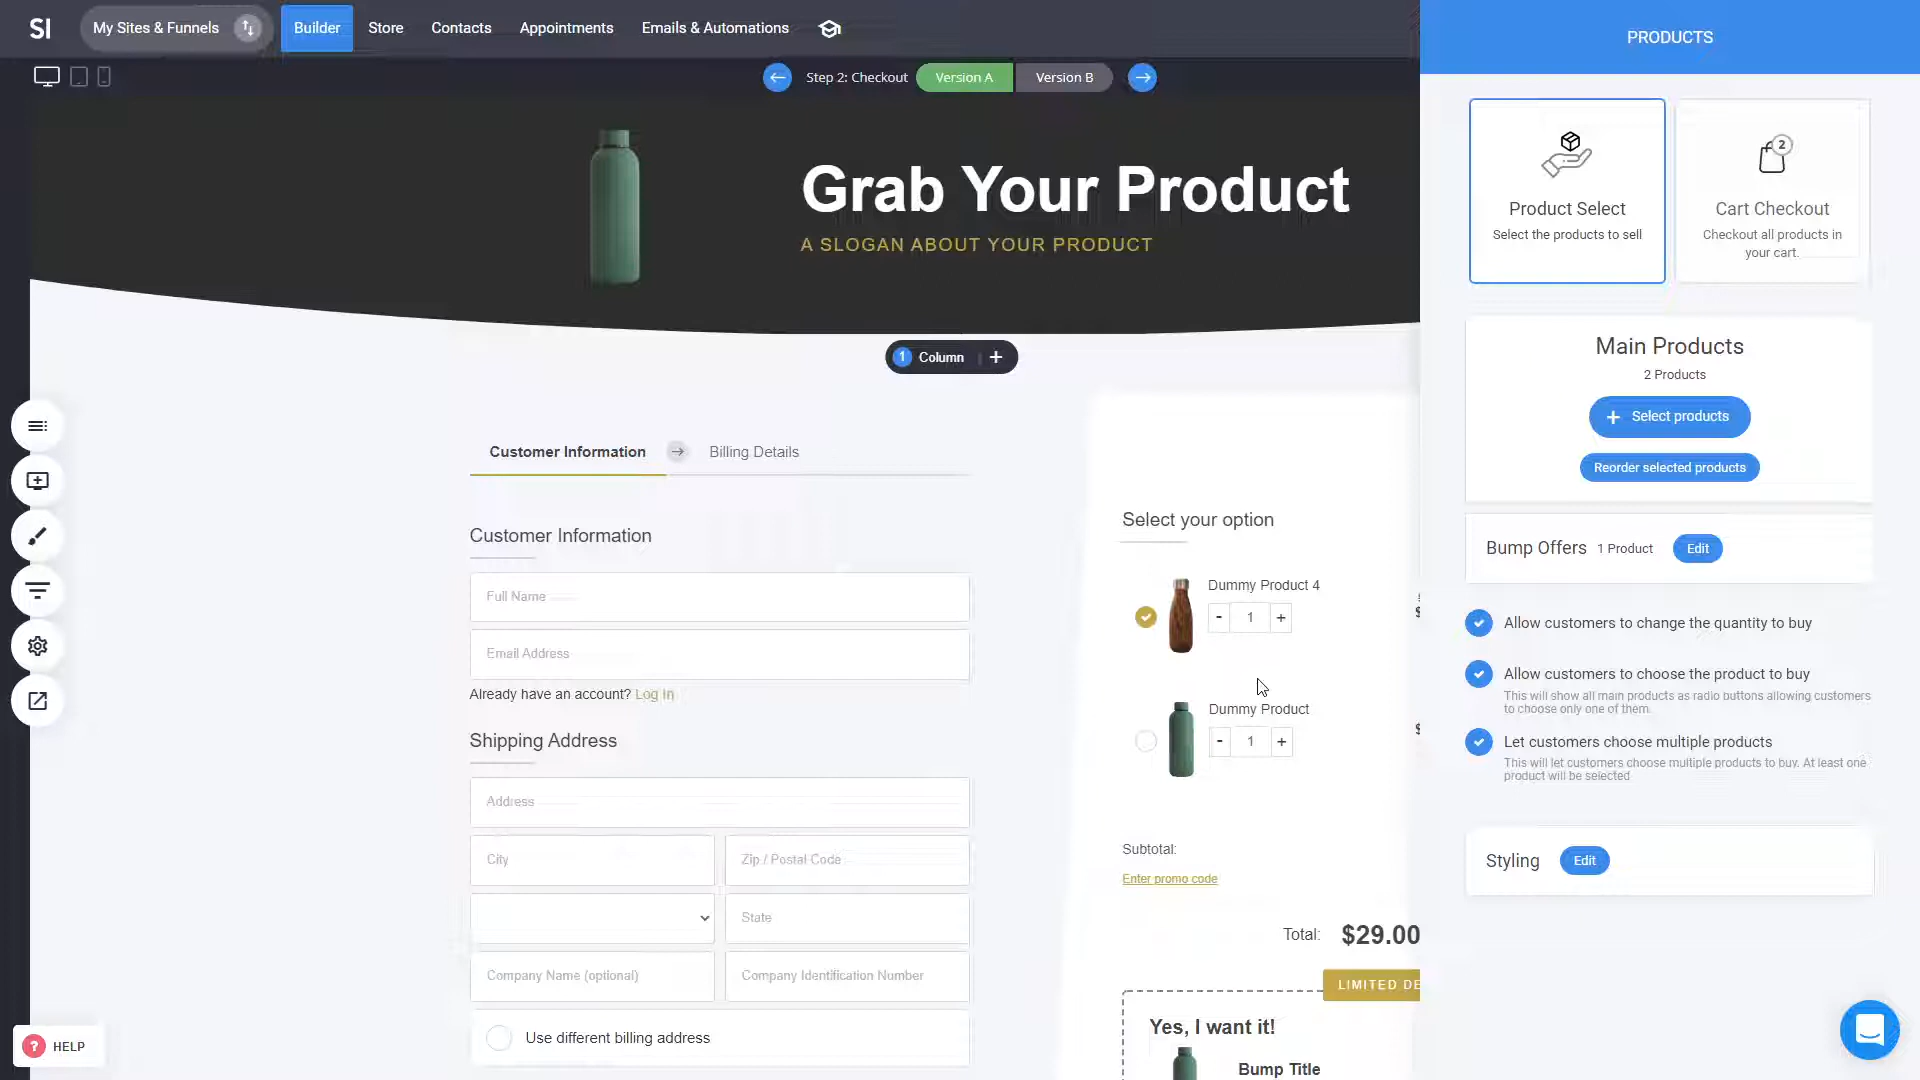 SI
My Sites & Funnels
Builder
Store
Contacts
Appointments
Emails & Automations
Step 2: Checkout
Version A
Version B
Grab Your Product
A SLOGAN ABOUT YOUR PRODUCT
1 Column +
Customer Information
Billing Details
Customer Information
Full Name
Email Address
Already have an account? Log In
Shipping Address
Address
City
Zip / Postal Code
State
Company Name (optional)
Company Identification Number
Use different billing address
Select your option
Dummy Product 4
- 1 +
Dummy Product
- 1 +
Subtotal:
Enter promo code
Total: $29.00
LIMITED DE
Yes, I want it!
Bump Title
PRODUCTS
Product Select
Select the products to sell
2
Cart Checkout
Checkout all products in
your cart.
Main Products
2 Products
+ Select products
Reorder selected products
Bump Offers 1 Product Edit
Allow customers to change the quantity to buy
Allow customers to choose the product to buy
This will show all main products as radio buttons allowing customers
to choose only one of them.
Let customers choose multiple products
This will let customers choose multiple products to buy. At least one
product will be selected
Styling Edit
? HELP